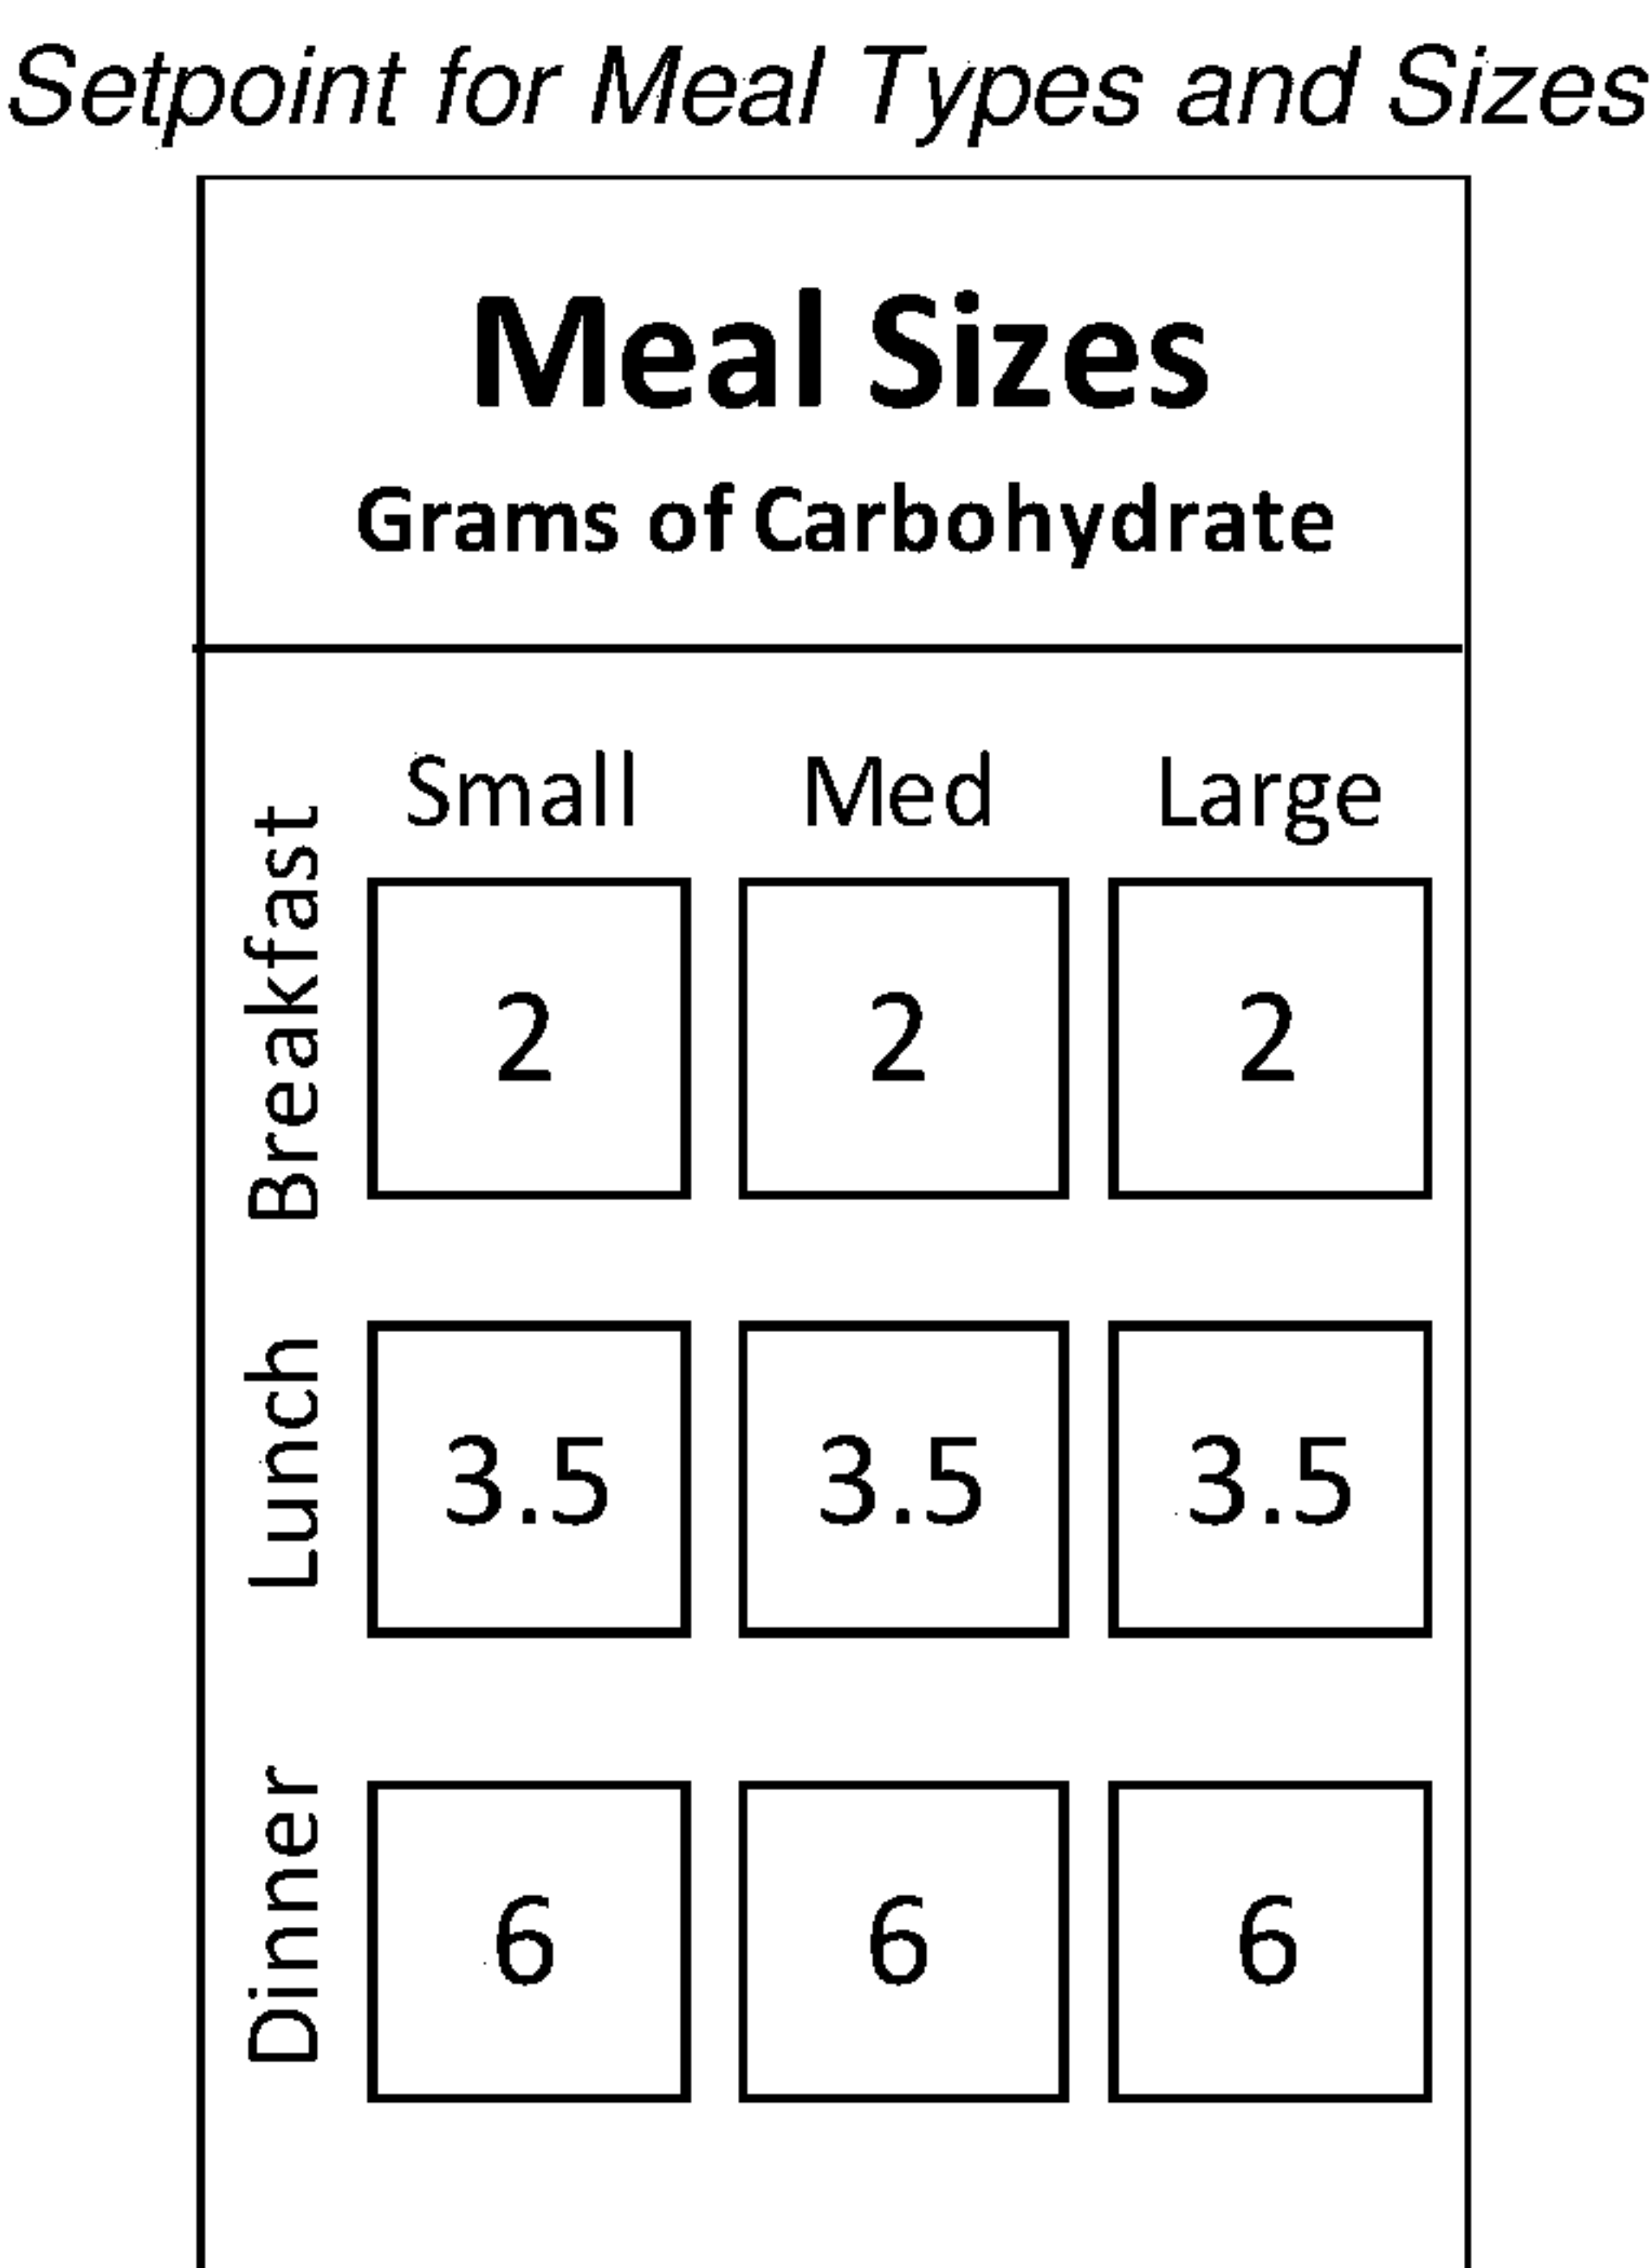 Setpoint for Meal Types and Sizes
Meal Sizes
Grams of Carbohydrate
Small Med Large
Breakfast 2 2 2
Lunch 3.5 3.5 3.5
Dinner 6 6 6